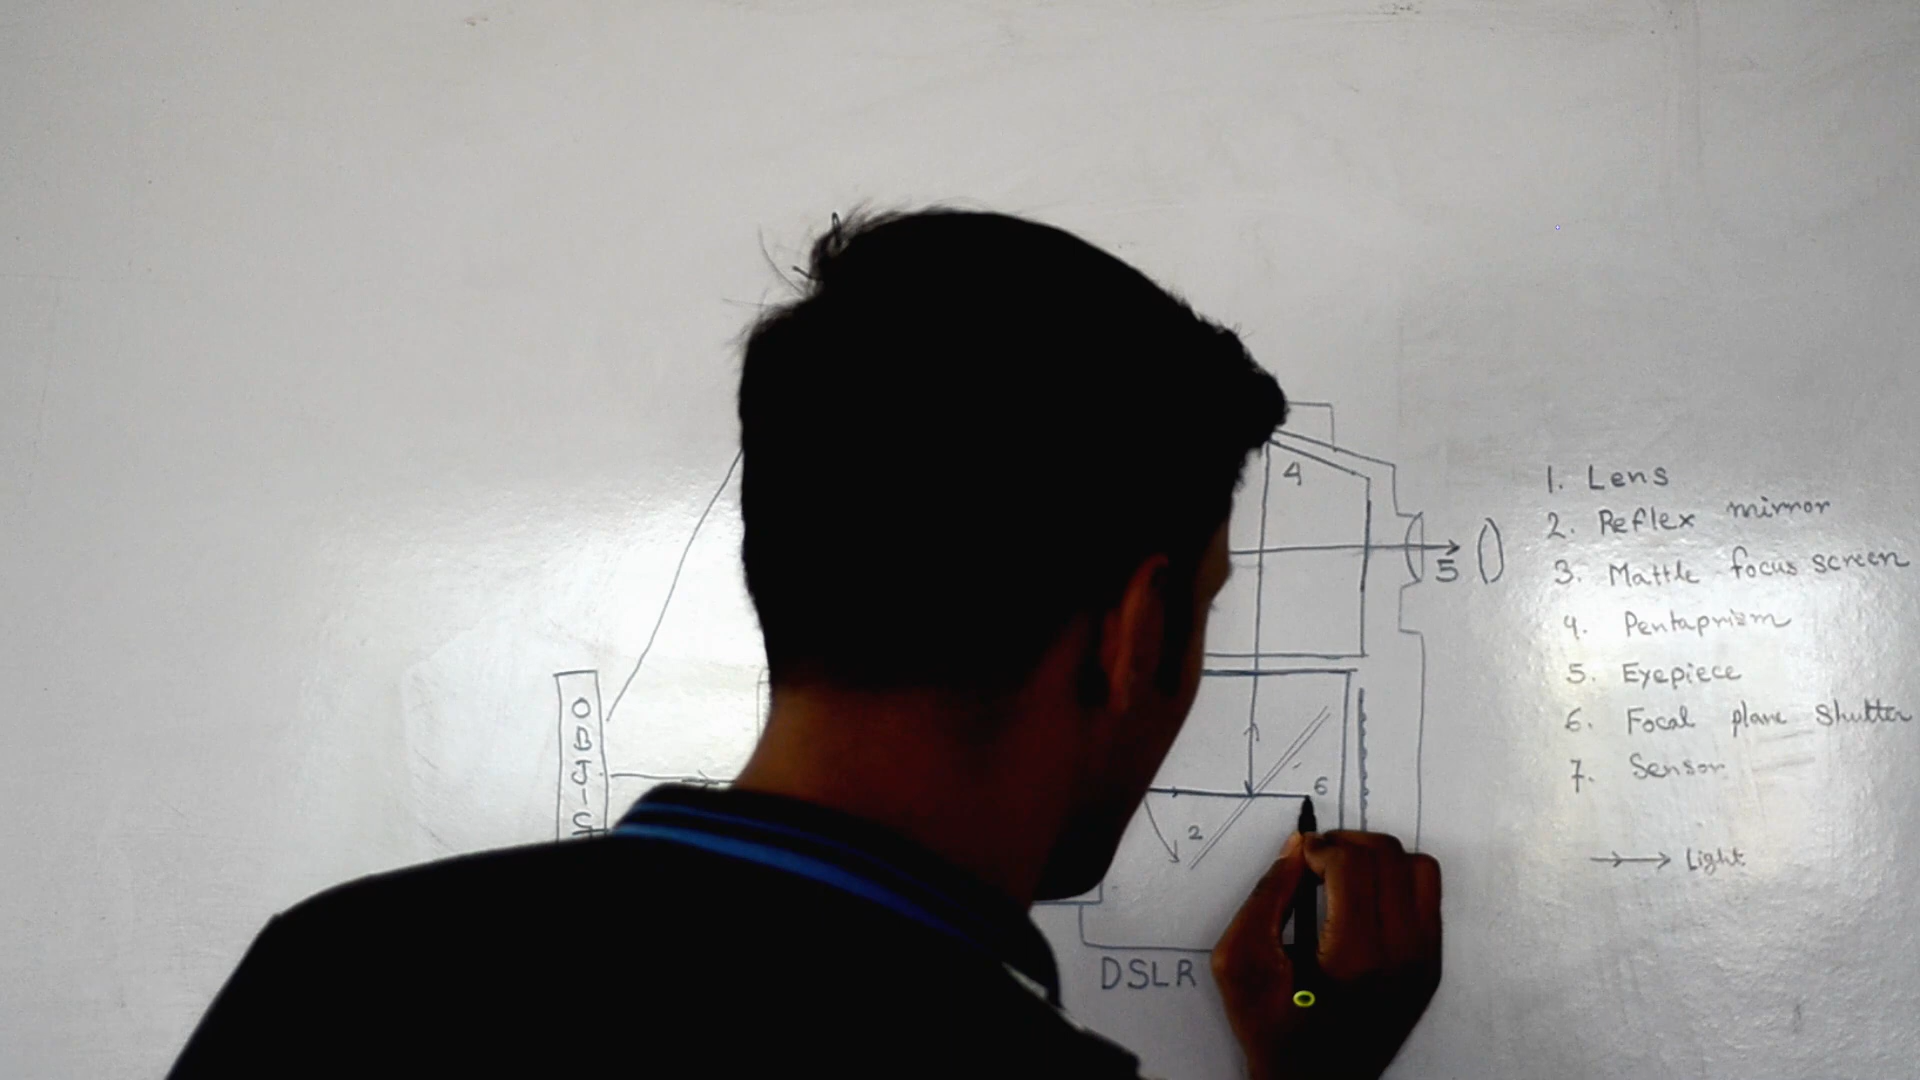 4
1. Lens
2. Reflex mirror
3. Mattle focus screen
5
4. Pentaprism
5. Eyepiece
6. Focal plane Shutter
OBJ
7. Sensor
6
2
Light
DSLR